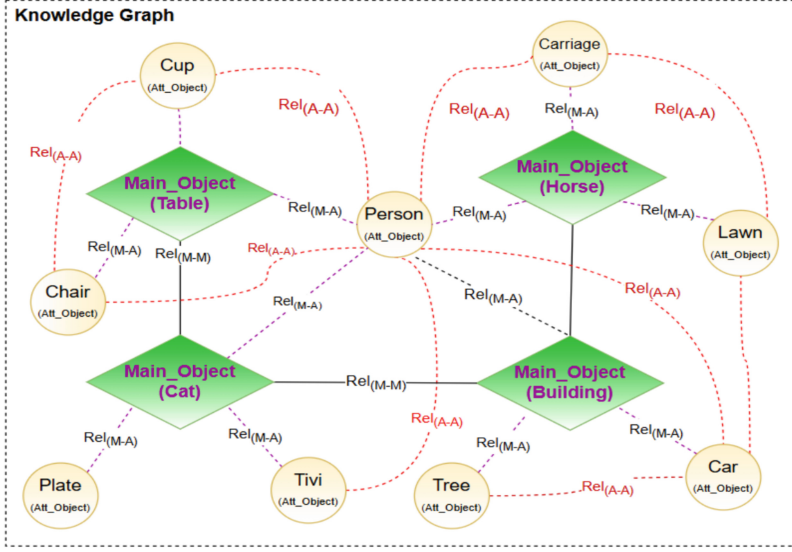 Knowledge Graph
Cup
(Att_Object)
Carriage
(Att_Object)
Rel(A-A)
Rel(A-A)
Rel(M-A)
Rel(A-A)
Rel(A-A)
Main_Object
(Table)
Main_Object
(Horse)
Rel(M-A)
Person
(Att_Object)
Rel(M-A)
Rel(M-A)
Lawn
(Att_Object)
Rel(M-A)
Rel(M-M)
Rel(A-A)
Chair
(Att_Object)
Rel(M-A)
Rel(M-A)
Rel(A-A)
Main_Object
(Cat)
Rel(M-M)
Main_Object
(Building)
Rel(A-A)
Rel(M-A)
Rel(M-A)
Rel(M-A)
Rel(M-A)
Plate
(Att_Object)
Tivi
(Att_Object)
Tree
(Att_Object)
Rel(A-A)
Car
(Att_Object)